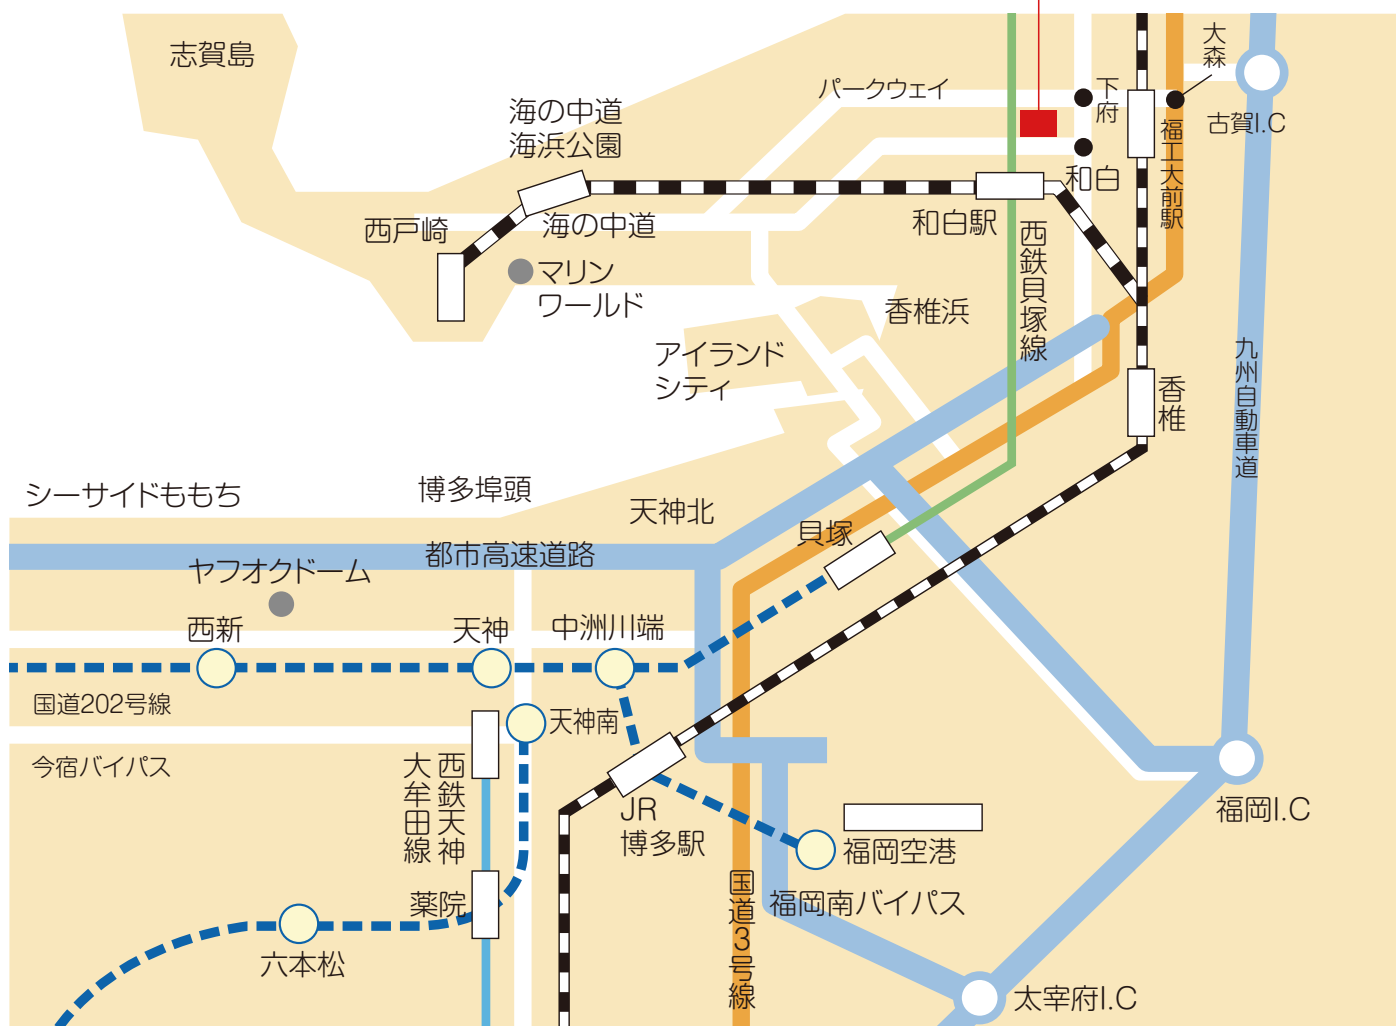 志賀島
海の中道
海浜公園
パークウェイ
下府
大森
古賀I.C
福工大前駅
和白
西戸崎
海の中道
和白駅
マリン
ワールド
西鉄貝塚線
香椎浜
アイランド
シティ
香椎
九州自動車道
シーサイドももち
博多埠頭
天神北
都市高速道路
貝塚
ヤフオクドーム
西新
天神
中洲川端
国道202号線
天神南
今宿バイパス
西鉄天神
大牟田線
JR
博多駅
福岡I.C
福岡空港
薬院
国道3号線
福岡南バイパス
六本松
太宰府I.C